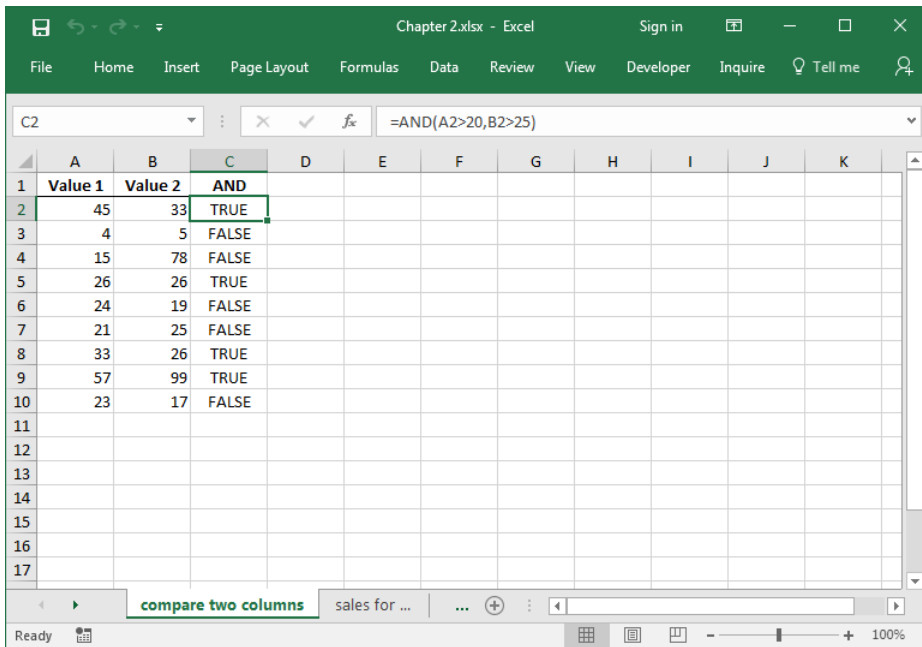 Chapter 2.xlsx - Excel Sign in
File Home Insert Page Layout Formulas Data Review View Developer Inquire Tell me
C2 fx =AND(A2>20,B2>25)
A B C D E F G H I J K
1 Value 1 Value 2 AND
2 45 33 TRUE
3 4 5 FALSE
4 15 78 FALSE
5 26 26 TRUE
6 24 19 FALSE
7 21 25 FALSE
8 33 26 TRUE
9 57 99 TRUE
10 23 17 FALSE
11
12
13
14
15
16
17
compare two columns sales for ... ...
Ready 100%